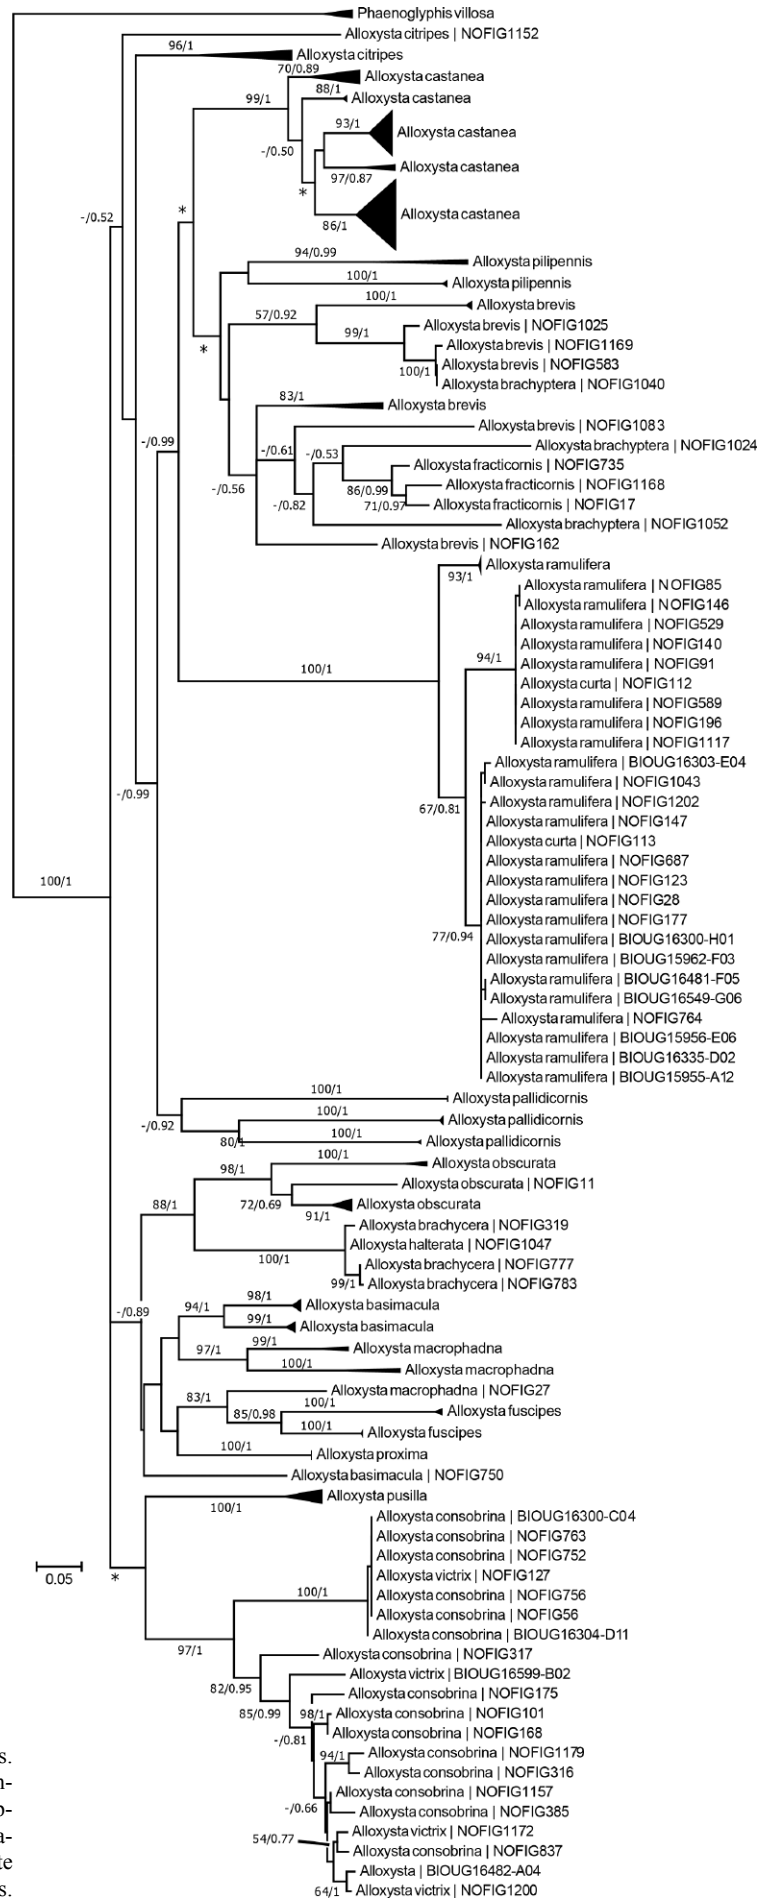 Phaenoglyphis villosa
Alloxysta citripes | NOFIG1152
96/1
Alloxysta citripes
70/0.89
Alloxysta castanea
88/1
Alloxysta castanea
99/1
93/1
Alloxysta castanea
-/0.50
Alloxysta castanea
97/0.87
*
Alloxysta castanea
86/1
*
-/0.52
94/0.99
Alloxysta pilipennis
100/1
Alloxysta pilipennis
100/1
Alloxysta brevis
57/0.92
Alloxysta brevis | NOFIG1025
99/1
Alloxysta brevis | NOFIG1169
*
Alloxysta brevis | NOFIG583
100/1
Alloxysta brachyptera | NOFIG1040
83/1
Alloxysta brevis
Alloxysta brevis | NOFIG1083
-/0.99
-/0.61
-/0.53
Alloxysta brachyptera | NOFIG1024
Alloxysta fracticornis | NOFIG735
-/0.56
86/0.99
Alloxysta fracticornis | NOFIG1168
-/0.82
71/0.97
Alloxysta fracticornis | NOFIG17
Alloxysta brachyptera | NOFIG1052
Alloxysta brevis | NOFIG162
Alloxysta ramulifera
93/1
Alloxysta ramulifera | NOFIG85
Alloxysta ramulifera | NOFIG146
Alloxysta ramulifera | NOFIG529
Alloxysta ramulifera | NOFIG140
94/1
Alloxysta ramulifera | NOFIG91
100/1
Alloxysta curta | NOFIG112
Alloxysta ramulifera | NOFIG589
Alloxysta ramulifera | NOFIG196
Alloxysta ramulifera | NOFIG1117
Alloxysta ramulifera | BIOUG16303-E04
Alloxysta ramulifera | NOFIG1043
-/0.99
Alloxysta ramulifera | NOFIG1202
67/0.81
Alloxysta ramulifera | NOFIG147
Alloxysta curta | NOFIG113
Alloxysta ramulifera | NOFIG687
100/1
Alloxysta ramulifera | NOFIG123
Alloxysta ramulifera | NOFIG28
Alloxysta ramulifera | NOFIG177
77/0.94
Alloxysta ramulifera | BIOUG16300-H01
Alloxysta ramulifera | BIOUG15962-F03
Alloxysta ramulifera | BIOUG16481-F05
Alloxysta ramulifera | BIOUG16549-G06
Alloxysta ramulifera | NOFIG764
Alloxysta ramulifera | BIOUG15956-E06
Alloxysta ramulifera | BIOUG16335-D02
Alloxysta ramulifera | BIOUG15955-A12
100/1
Alloxysta pallidicornis
-/0.92
100/1
Alloxysta pallidicornis
80/1
100/1
Alloxysta pallidicornis
100/1
Alloxysta obscurata
98/1
Alloxysta obscurata | NOFIG11
88/1
72/0.69
Alloxysta obscurata
91/1
Alloxysta brachycera | NOFIG319
Alloxysta halterata | NOFIG1047
100/1
Alloxysta brachycera | NOFIG777
99/1
Alloxysta brachycera | NOFIG783
98/1
Alloxysta basimacula
-/0.89
94/1
99/1
Alloxysta basimacula
99/1
Alloxysta macrophadna
97/1
100/1
Alloxysta macrophadna
Alloxysta macrophadna | NOFIG27
83/1
100/1
Alloxysta fuscipes
85/0.98
100/1
Alloxysta fuscipes
100/1
Alloxysta proxima
Alloxysta basimacula | NOFIG750
Alloxysta pusilla
100/1
Alloxysta consobrina | BIOUG16300-C04
Alloxysta consobrina | NOFIG763
Alloxysta consobrina | NOFIG752
0.05
*
Alloxysta victrix | NOFIG127
100/1
Alloxysta consobrina | NOFIG756
Alloxysta consobrina | NOFIG56
Alloxysta consobrina | BIOUG16304-D11
97/1
Alloxysta consobrina | NOFIG317
Alloxysta victrix | BIOUG16599-B02
82/0.95
Alloxysta consobrina | NOFIG175
85/0.99
98/1
Alloxysta consobrina | NOFIG101
Alloxysta consobrina | NOFIG168
-/0.81
Alloxysta consobrina | NOFIG1179
94/1
Alloxysta consobrina | NOFIG316
Alloxysta consobrina | NOFIG1157
-/0.66
Alloxysta consobrina | NOFIG385
Alloxysta victrix | NOFIG1172
54/0.77
Alloxysta consobrina | NOFIG837
Alloxysta | BIOUG16482-A04
64/1
Alloxysta victrix | NOFIG1200
s.
n-
p-
a-
te
s.